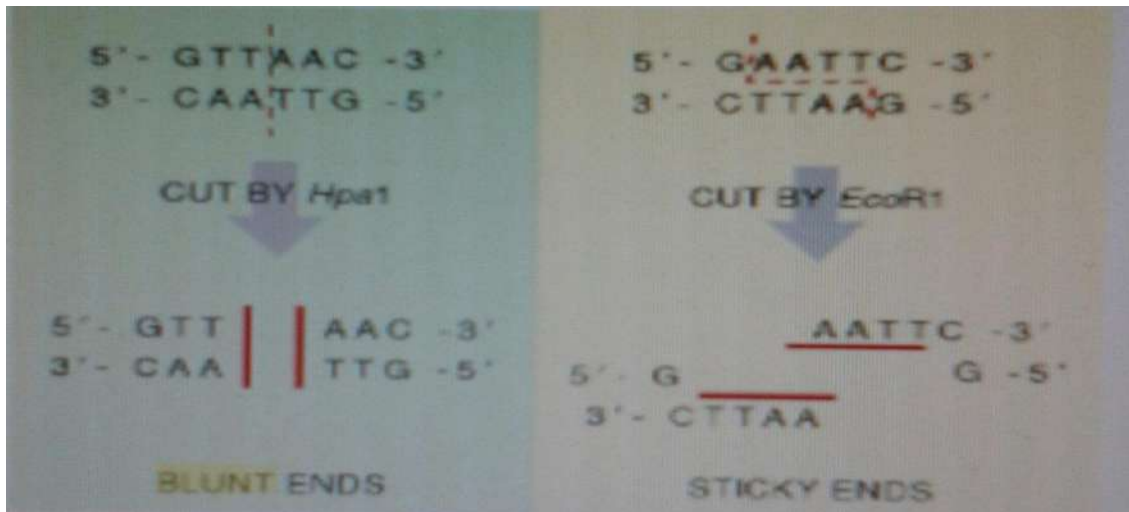 5'- GTTAAC -3'
3'- CAATTG -5'
CUT BY Hpa1
5'- GTT AAC -3'
3'- CAA TTG -5'
BLUNT ENDS
5'- GAATTC -3'
3'- CTTAAG -5'
CUT BY EcoR1
AATTC -3'
5'- G G -5'
3'- CTTAA
STICKY ENDS